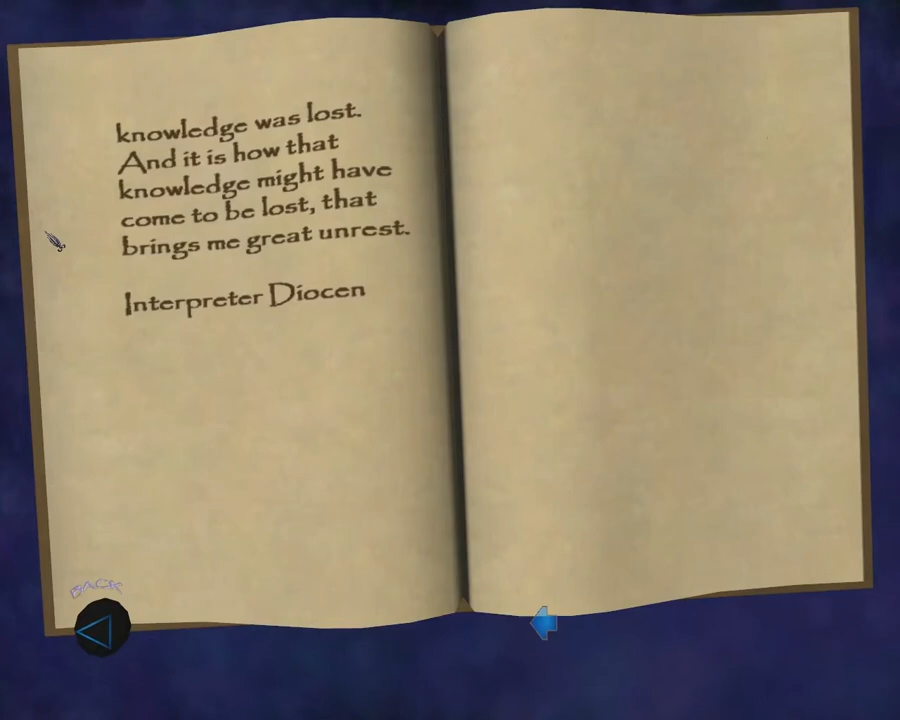 knowledge was lost.
And it is how that
knowledge might have
come to be lost, that
brings me great unrest.
Interpreter Diocen
BACK